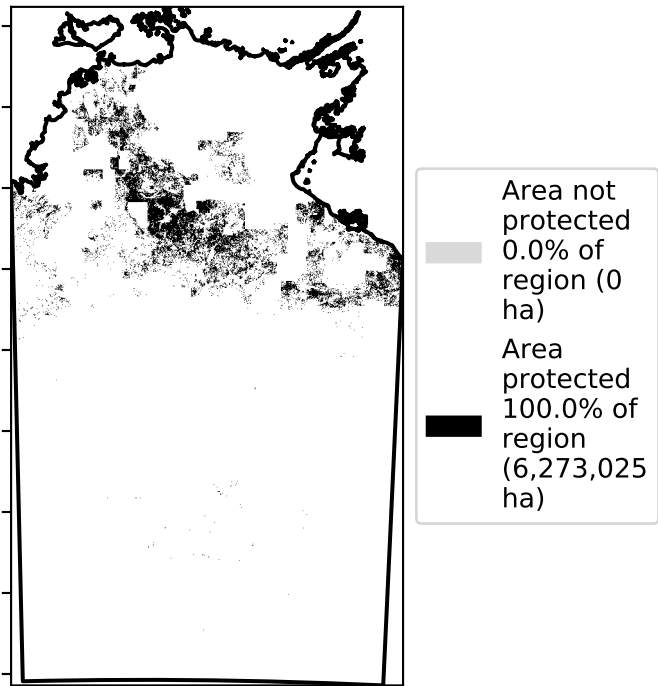 Area not
protected
0.0% of
region (0
ha)
Area
protected
100.0% of
region
(6,273,025
ha)